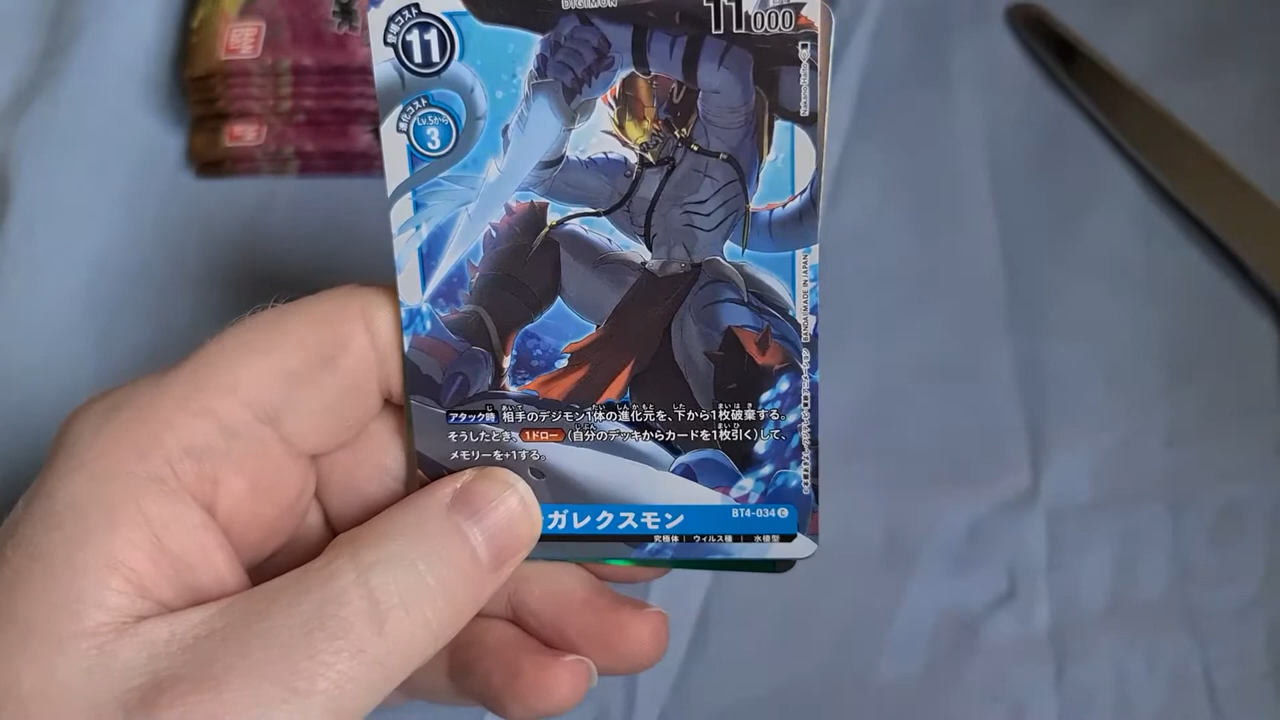 DIGIMON
登場コスト
11
11000
進化コスト
Lv.5から
3
Nakano Haito
アタック時 相手のデジモン1体の進化元を、下から1枚破棄する。
そうしたとき、1ドロー(自分のデッキからカードを1枚引く)して、
メモリーを+1する。
ガレクスモン
BT4-034 C
究極体 | ウィルス種 | 水棲型
BANDAI MADE IN JAPAN